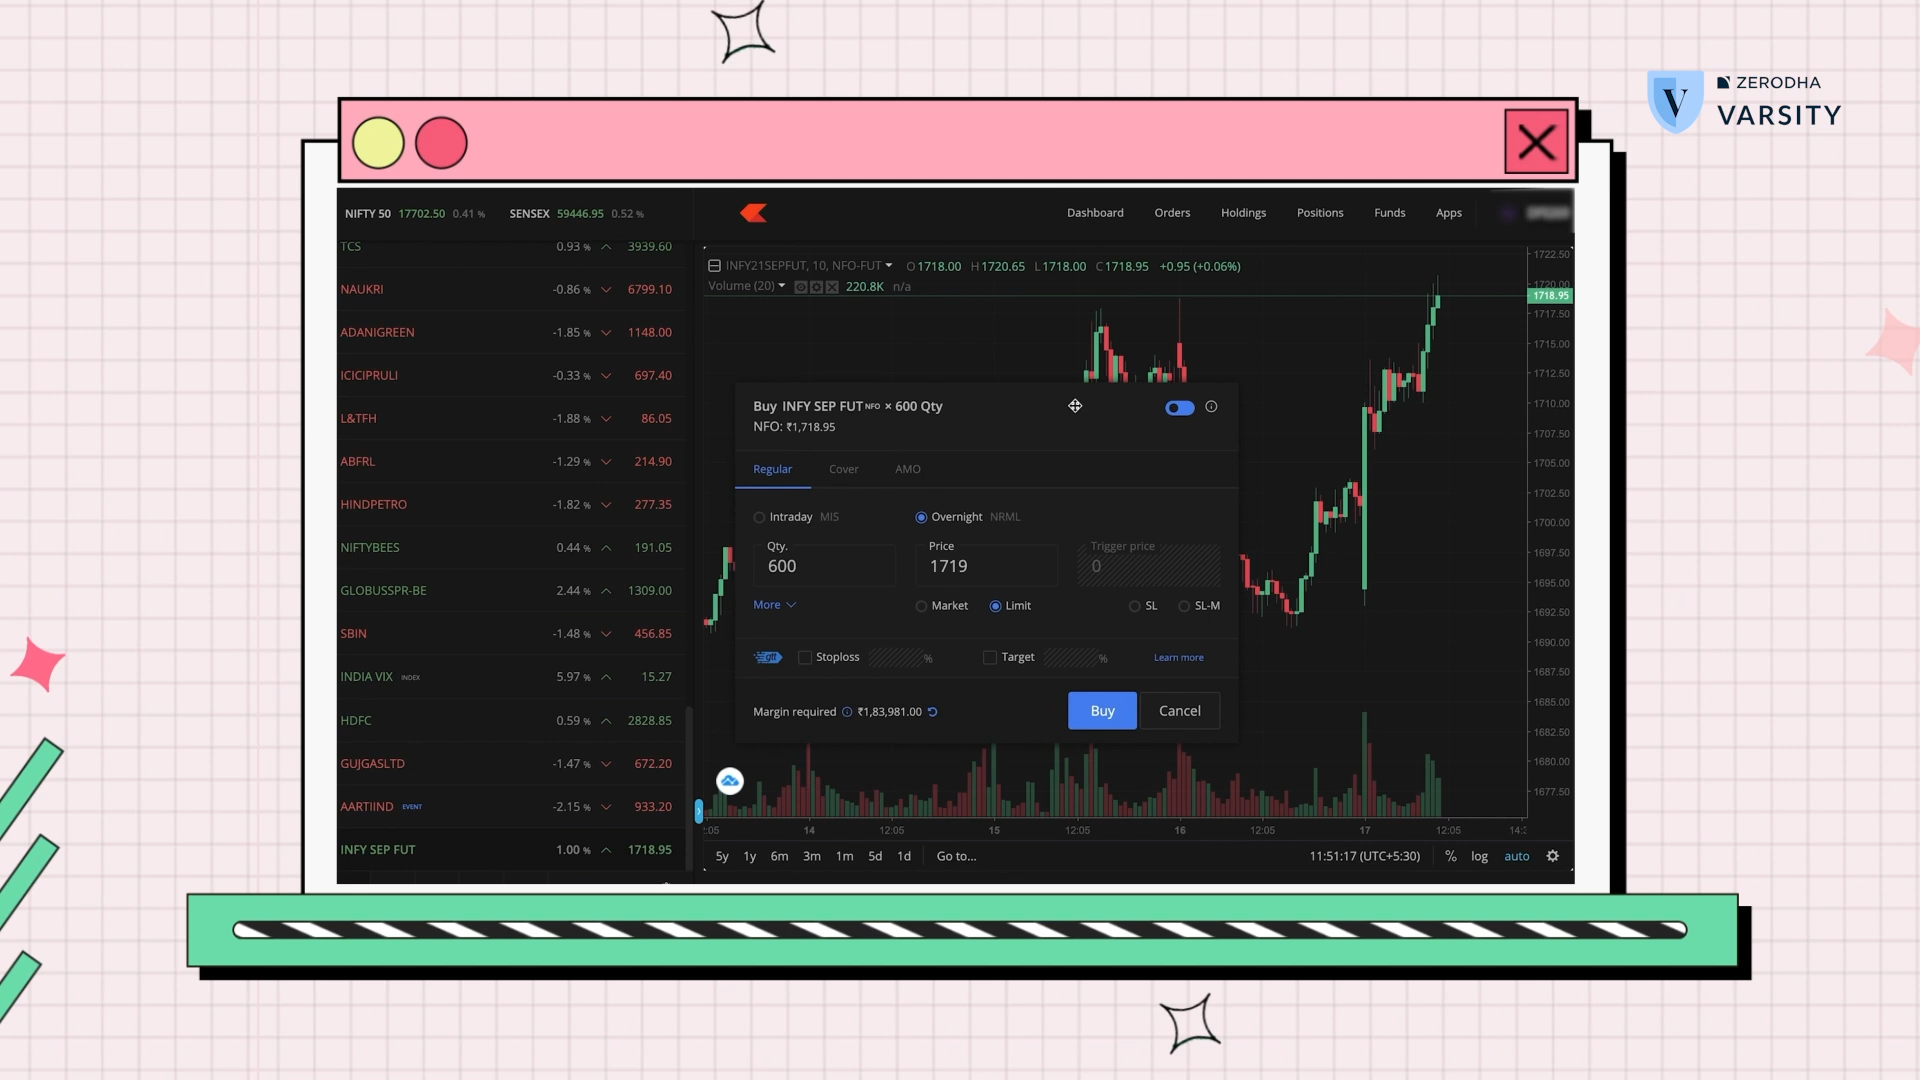 ZERODHA
VARSITY
NIFTY 50 17702.50 0.41 % SENSEX 59446.95 0.52 %
Dashboard Orders Holdings Positions Funds Apps
TCS 0.93 % 3939.60
NAUKRI -0.86 % 6799.10
ADANIGREEN -1.85 % 1148.00
ICICIPRULI -0.33 % 697.40
L&TFH -1.88 % 86.05
ABFRL -1.29 % 214.90
HINDPETRO -1.82 % 277.35
NIFTYBEES 0.44 % 191.05
GLOBUSSPR-BE 2.44 % 1309.00
SBIN -1.48 % 456.85
INDIA VIX INDEX 5.97 % 15.27
HDFC 0.59 % 2828.85
GUJGASLTD -1.47 % 672.20
AARTIIND EVENT -2.15 % 933.20
INFY SEP FUT 1.00 % 1718.95
INFY21SEPFUT, 10, NFO-FUT O 1718.00 H 1720.65 L 1718.00 C 1718.95 +0.95 (+0.06%)
Volume (20) 220.8K n/a
Buy INFY SEP FUT NFO × 600 Qty
NFO: ₹1,718.95
Regular Cover AMO
Intraday MIS Overnight NRML
Qty. Price Trigger price
600 1719 0
More Market Limit SL SL-M
gtt Stoploss % Target % Learn more
Margin required ₹1,83,981.00 Buy Cancel
1722.50
1720.00
1718.95
1717.50
1715.00
1712.50
1710.00
1707.50
1705.00
1702.50
1700.00
1697.50
1695.00
1692.50
1690.00
1687.50
1685.00
1682.50
1680.00
1677.50
:05 14 12:05 15 12:05 16 12:05 17 12:05
5y 1y 6m 3m 1m 5d 1d Go to... 11:51:17 (UTC+5:30) % log auto